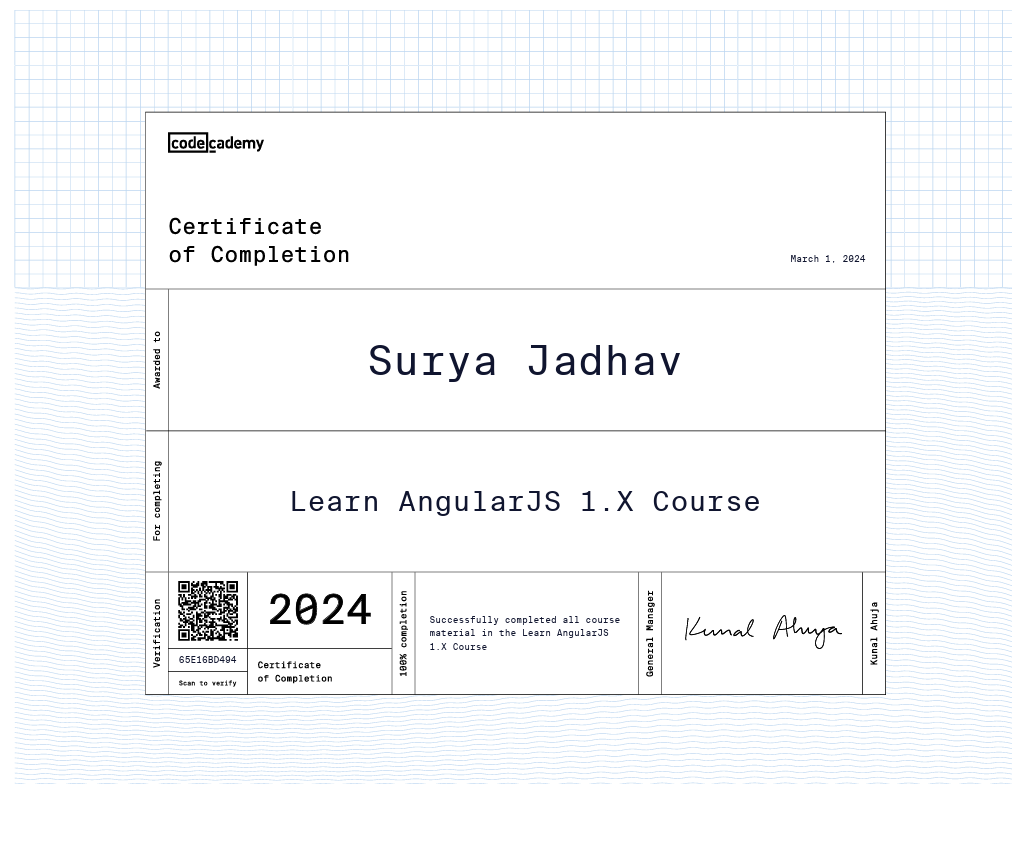 codecademy
Certificate
of Completion
March 1, 2024
Awarded to
Surya Jadhav
For completing
Learn AngularJS 1.X Course
Verification
65E16BD494
Scan to verify
2024
Certificate
of Completion
100% completion
Successfully completed all course
material in the Learn AngularJS
1.X Course
General Manager
Kunal Ahuja
Kunal Ahuja